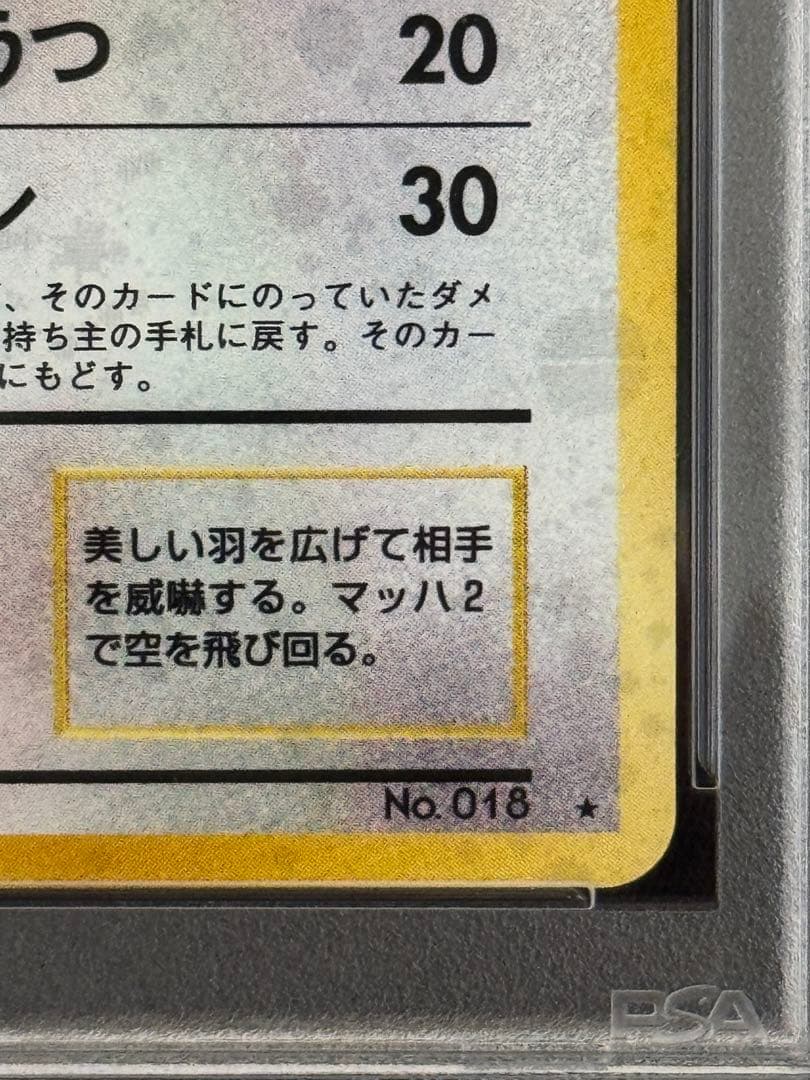 うつ 20
ン 30
、そのカードにのっていたダメ
持ち主の手札に戻す。そのカー
にもどす。
美しい羽を広げて相手
を威嚇する。マッハ2
で空を飛び回る。
No.018 ★
PSA